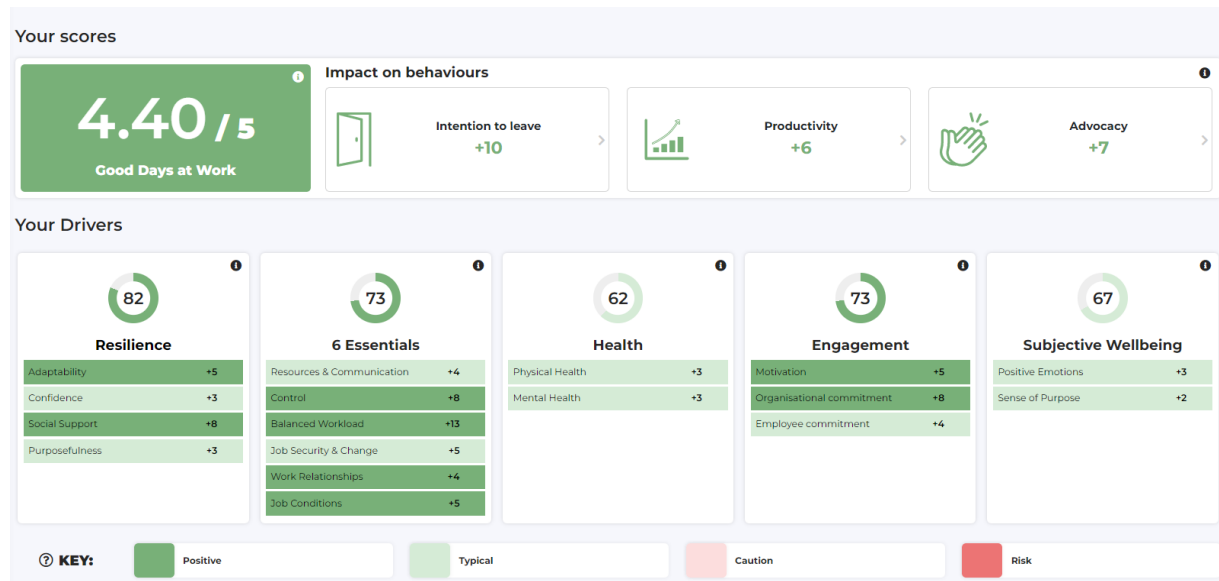 Your scores
4.40 / 5
Good Days at Work
Impact on behaviours
Intention to leave
+10
Productivity
+6
Advocacy
+7
Your Drivers
82
Resilience
Adaptability +5
Confidence +3
Social Support +8
Purposefulness +3
73
6 Essentials
Resources & Communication +4
Control +8
Balanced Workload +13
Job Security & Change +5
Work Relationships +4
Job Conditions +5
62
Health
Physical Health +3
Mental Health +3
73
Engagement
Motivation +5
Organisational commitment +8
Employee commitment +4
67
Subjective Wellbeing
Positive Emotions +3
Sense of Purpose +2
? KEY: Positive Typical Caution Risk